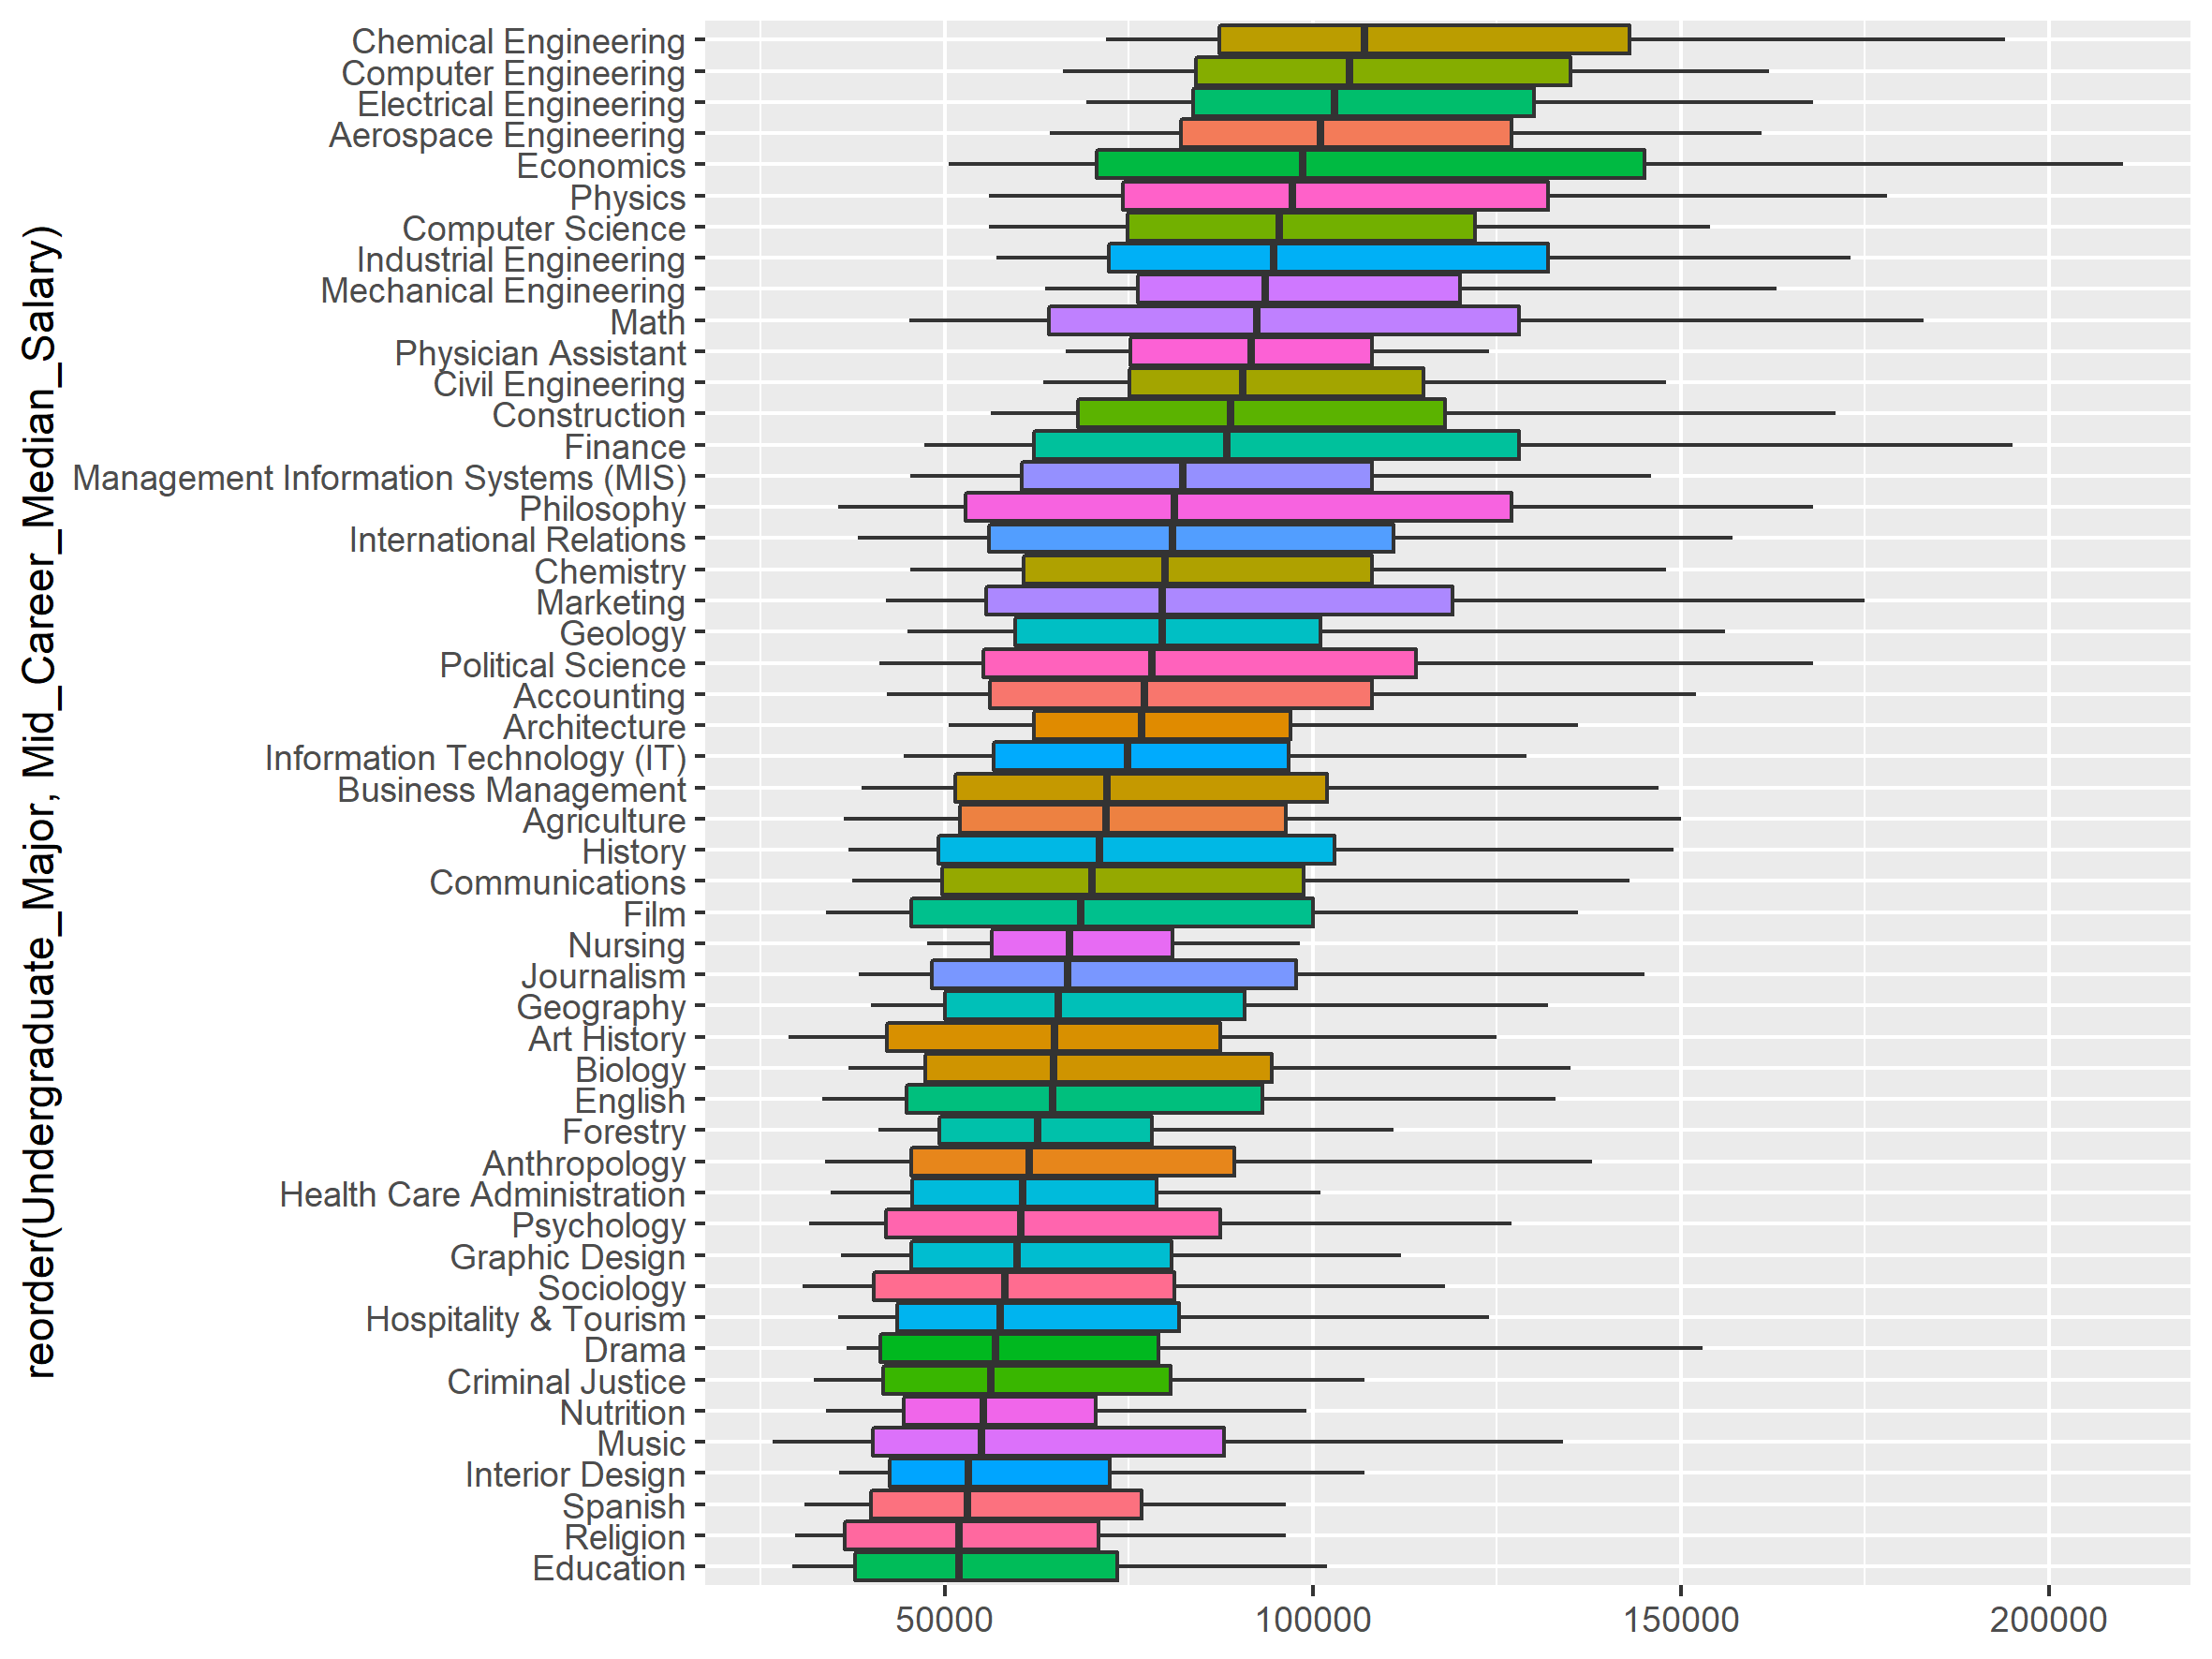 reorder(Undergraduate_Major, Mid_Career_Median_Salary)
Chemical Engineering
Computer Engineering
Electrical Engineering
Aerospace Engineering
Economics
Physics
Computer Science
Industrial Engineering
Mechanical Engineering
Math
Physician Assistant
Civil Engineering
Construction
Finance
Management Information Systems (MIS)
Philosophy
International Relations
Chemistry
Marketing
Geology
Political Science
Accounting
Architecture
Information Technology (IT)
Business Management
Agriculture
History
Communications
Film
Nursing
Journalism
Geography
Art History
Biology
English
Forestry
Anthropology
Health Care Administration
Psychology
Graphic Design
Sociology
Hospitality & Tourism
Drama
Criminal Justice
Nutrition
Music
Interior Design
Spanish
Religion
Education
50000 100000 150000 200000